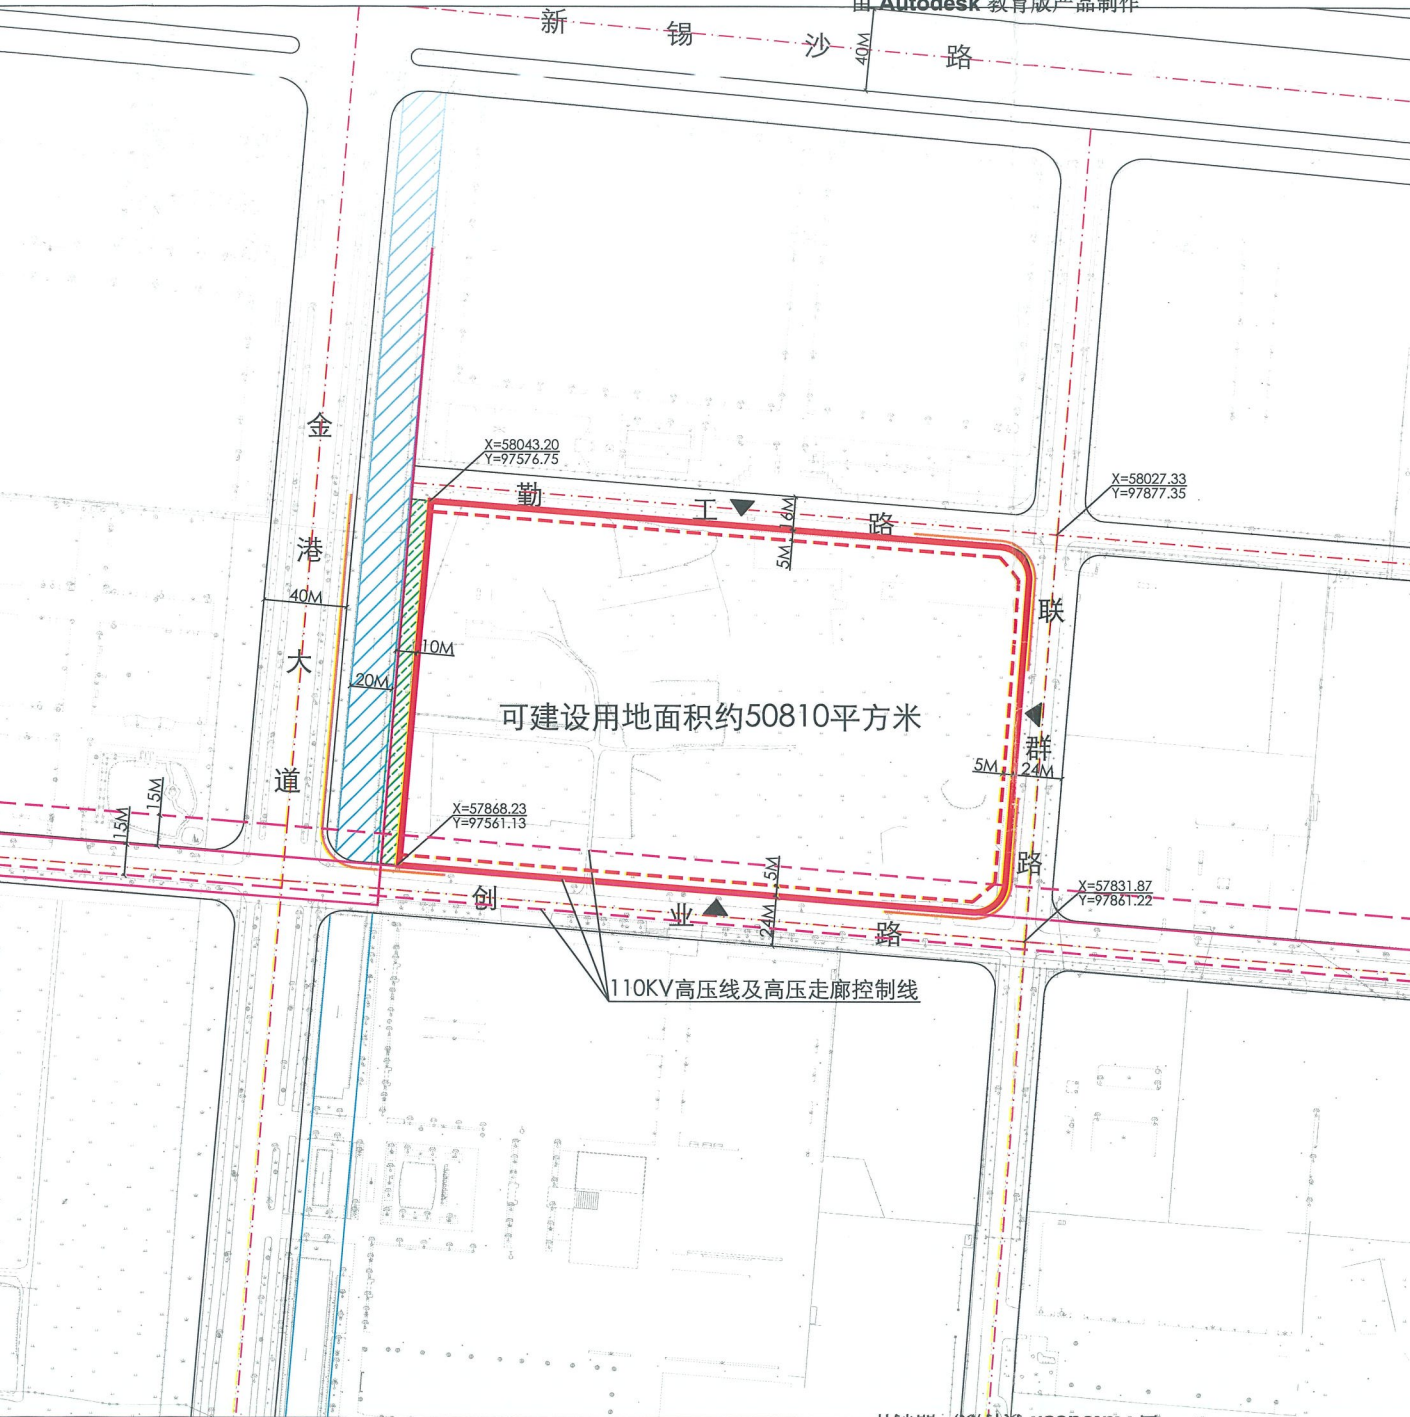 由 Autodesk 教育版产品制作
新锡沙路
40M
金港大道
X=58043.20
Y=97576.75
X=58027.33
Y=97877.35
勤工路
16M
5M
40M
10M
20M
联群路
可建设用地面积约50810平方米
5M
24M
15M
15M
X=57868.23
Y=97561.13
5M
24M
X=57831.87
Y=97861.22
创业路
110KV高压线及高压走廊控制线